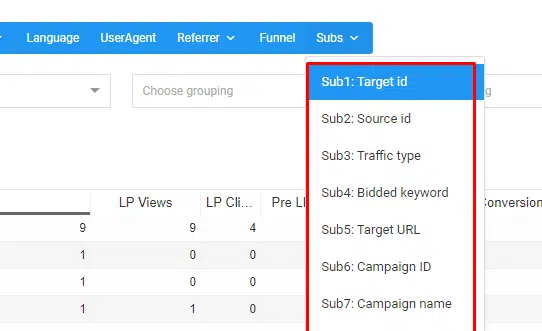 Language UserAgent Referrer Funnel Subs
Choose grouping
Sub1: Target id
Sub2: Source id
Sub3: Traffic type
Sub4: Bidded keyword
Sub5: Target URL
Sub6: Campaign ID
Sub7: Campaign name
LP Views LP Cli... Pre Conversion
9 9 4
1 0 0
1 0 0
1 1 0